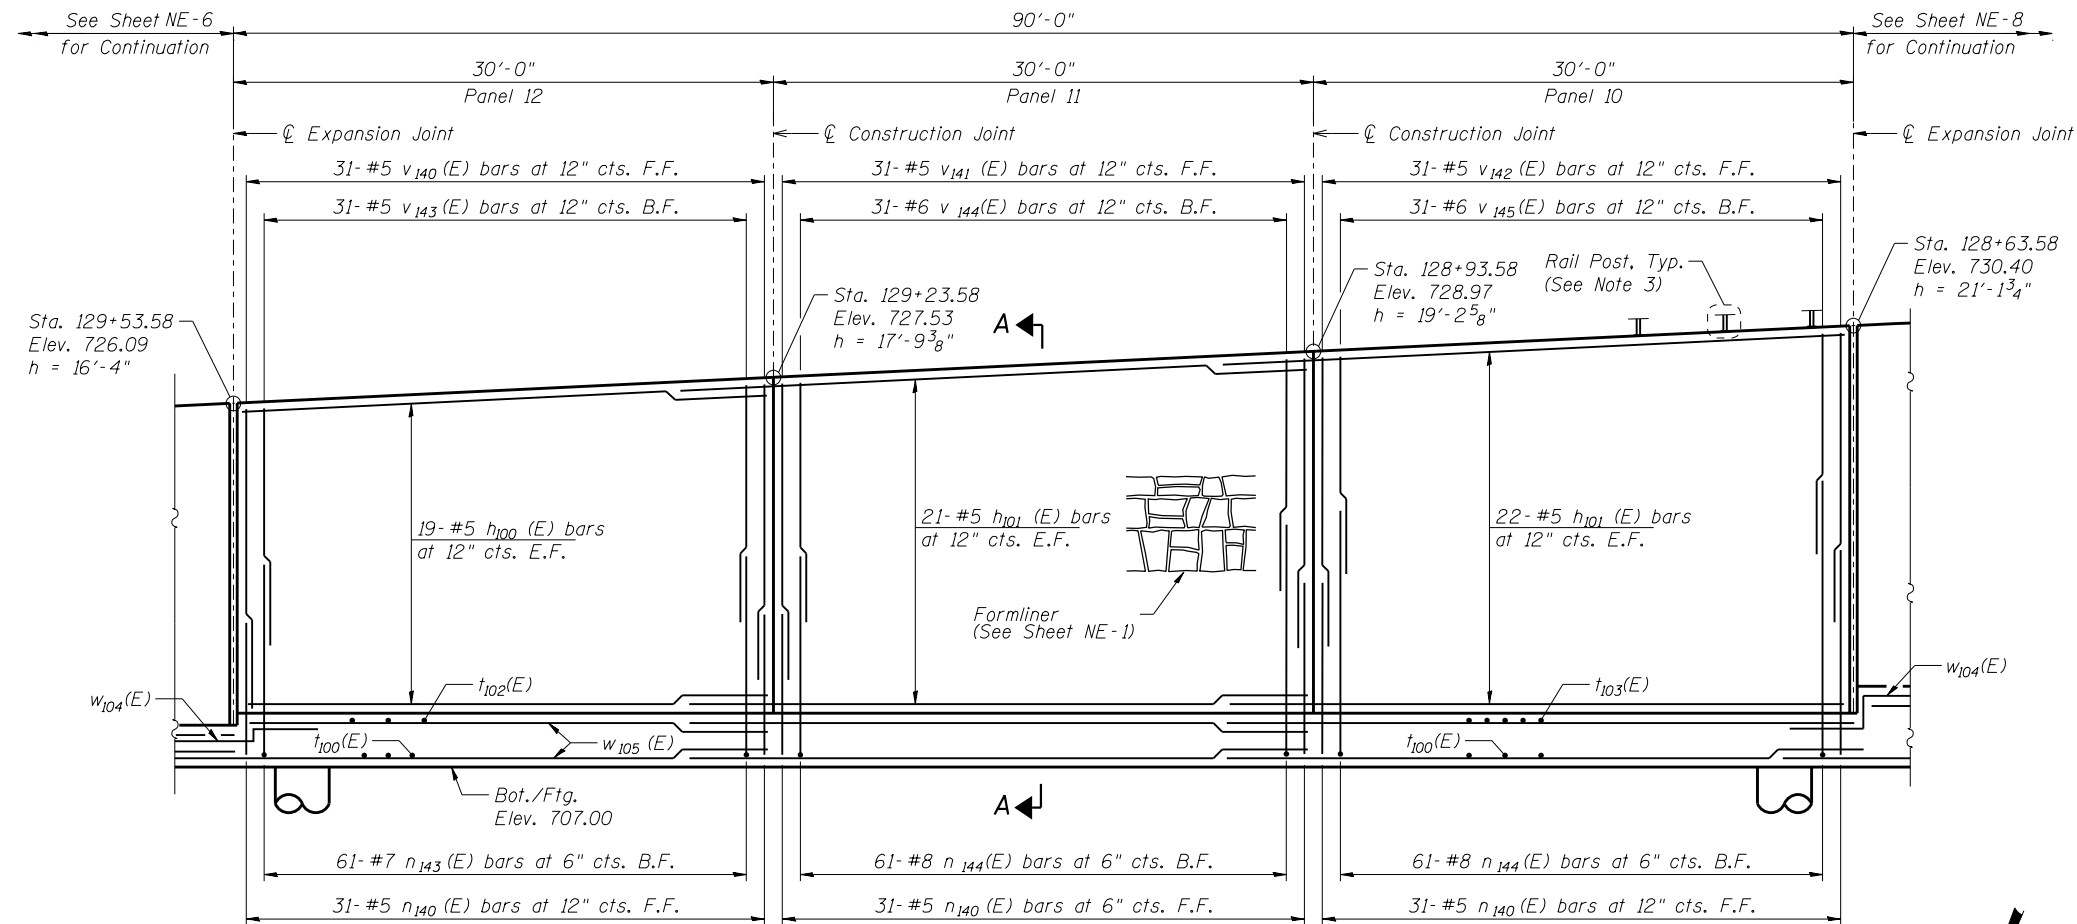 See Sheet NE-6
for Continuation
90'-0"
See Sheet NE-8
for Continuation
30'-0"
Panel 12
30'-0"
Panel 11
30'-0"
Panel 10
℄ Expansion Joint
℄ Construction Joint
℄ Construction Joint
℄ Expansion Joint
31-#5 v140(E) bars at 12" cts. F.F.
31-#5 v141 (E) bars at 12" cts. F.F.
31-#5 v142(E) bars at 12" cts. F.F.
31-#5 v143(E) bars at 12" cts. B.F.
31-#6 v144(E) bars at 12" cts. B.F.
31-#6 v145(E) bars at 12" cts. B.F.
Sta. 129+53.58
Elev. 726.09
h = 16'-4"
Sta. 129+23.58
Elev. 727.53
h = 17'-9 3/8"
A
Sta. 128+93.58
Elev. 728.97
h = 19'-2 5/8"
Rail Post, Typ.
(See Note 3)
Sta. 128+63.58
Elev. 730.40
h = 21'-1 3/4"
19-#5 h100 (E) bars
at 12" cts. E.F.
21-#5 h101 (E) bars
at 12" cts. E.F.
22-#5 h101 (E) bars
at 12" cts. E.F.
Formliner
(See Sheet NE-1)
w104(E)
t102(E)
t103(E)
w104(E)
t100(E)
w105 (E)
t100(E)
Bot./Ftg.
Elev. 707.00
A
61-#7 n143(E) bars at 6" cts. B.F.
61-#8 n144(E) bars at 6" cts. B.F.
61-#8 n144(E) bars at 6" cts. B.F.
31-#5 n140(E) bars at 12" cts. F.F.
31-#5 n140(E) bars at 6" cts. F.F.
31-#5 n140(E) bars at 12" cts. F.F.